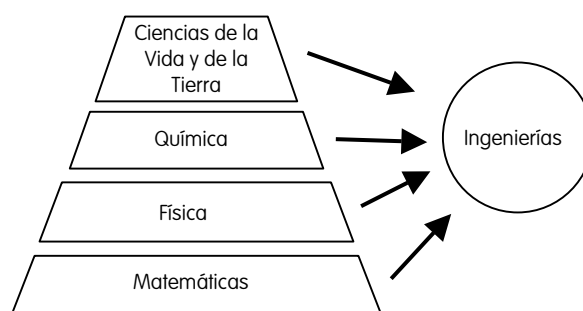 Ciencias de la
Vida y de la
Tierra
Química
Ingenierías
Física
Matemáticas